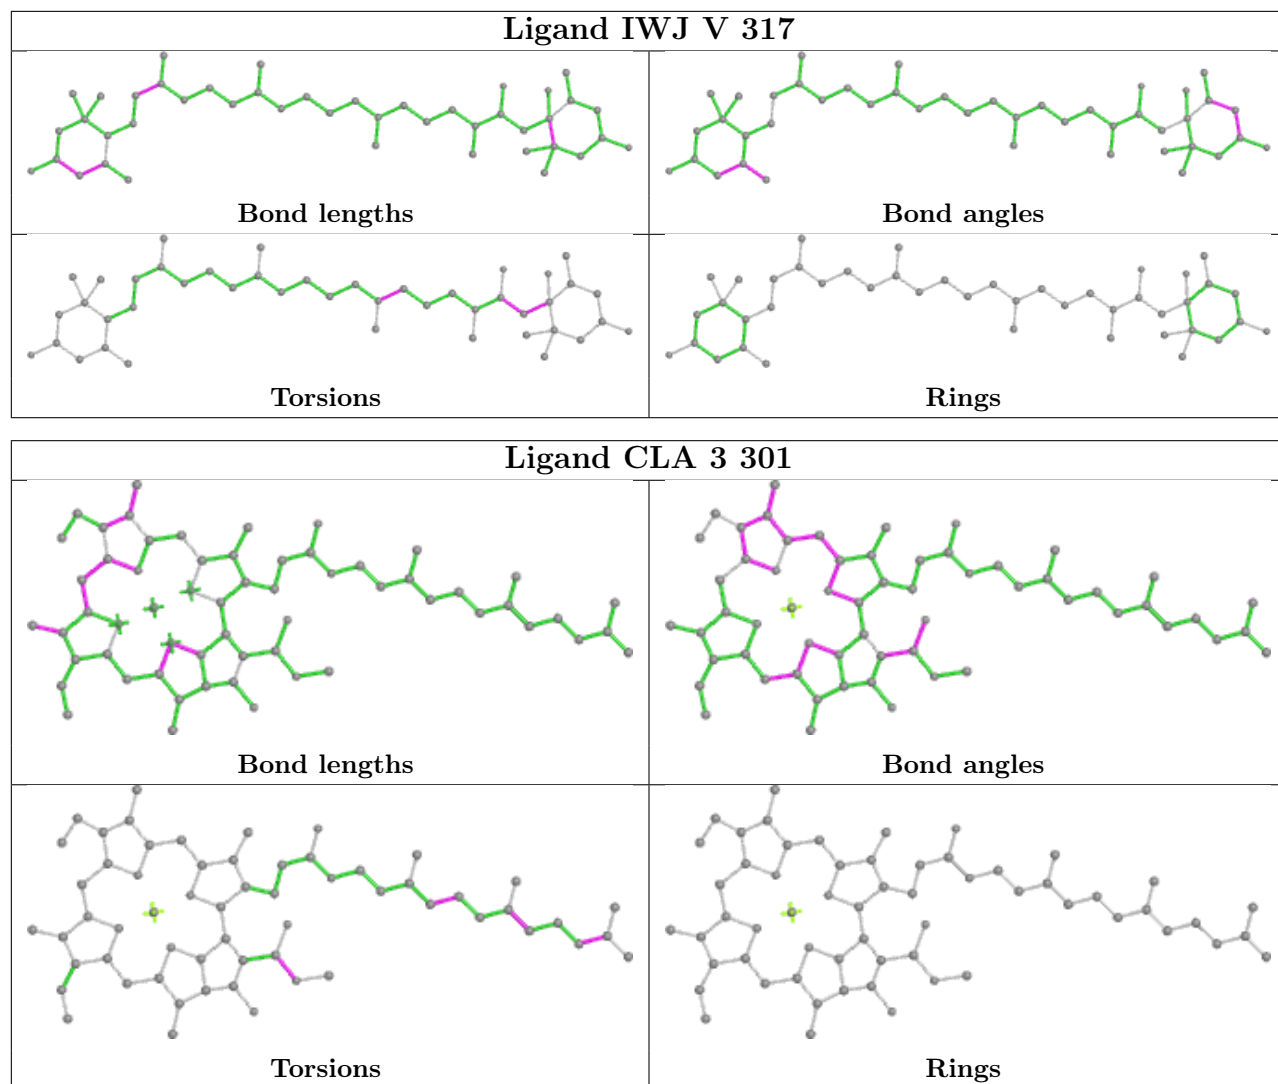 Ligand IWJ V 317
Bond lengths
Bond angles
Torsions
Rings
Ligand CLA 3 301
Bond lengths
Bond angles
Torsions
Rings